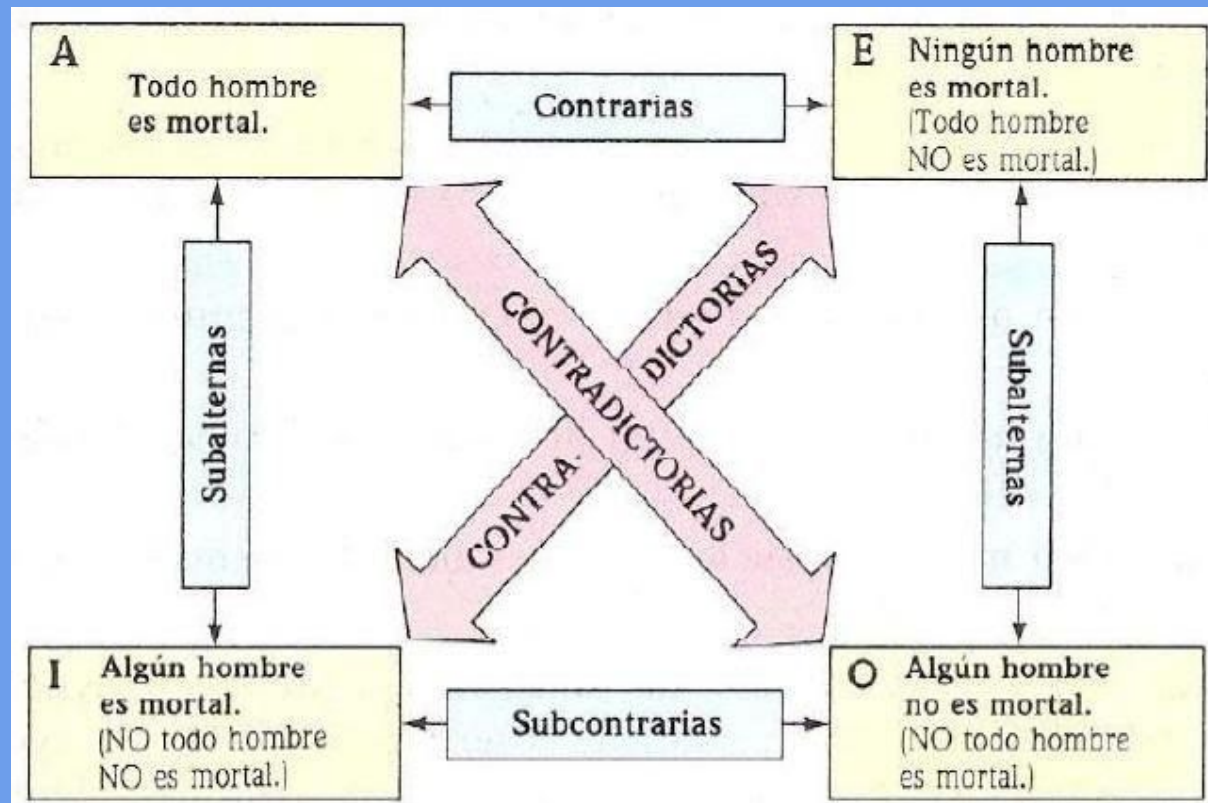 A
Todo hombre
es mortal.
Contrarias
E
Ningún hombre
es mortal.
(Todo hombre
NO es mortal.)
Subalternas
CONTRADICTORIAS
CONTRA-
DICTORIAS
Subalternas
I
Algún hombre
es mortal.
(NO todo hombre
NO es mortal.)
Subcontrarias
O
Algún hombre
no es mortal.
(NO todo hombre
es mortal.)